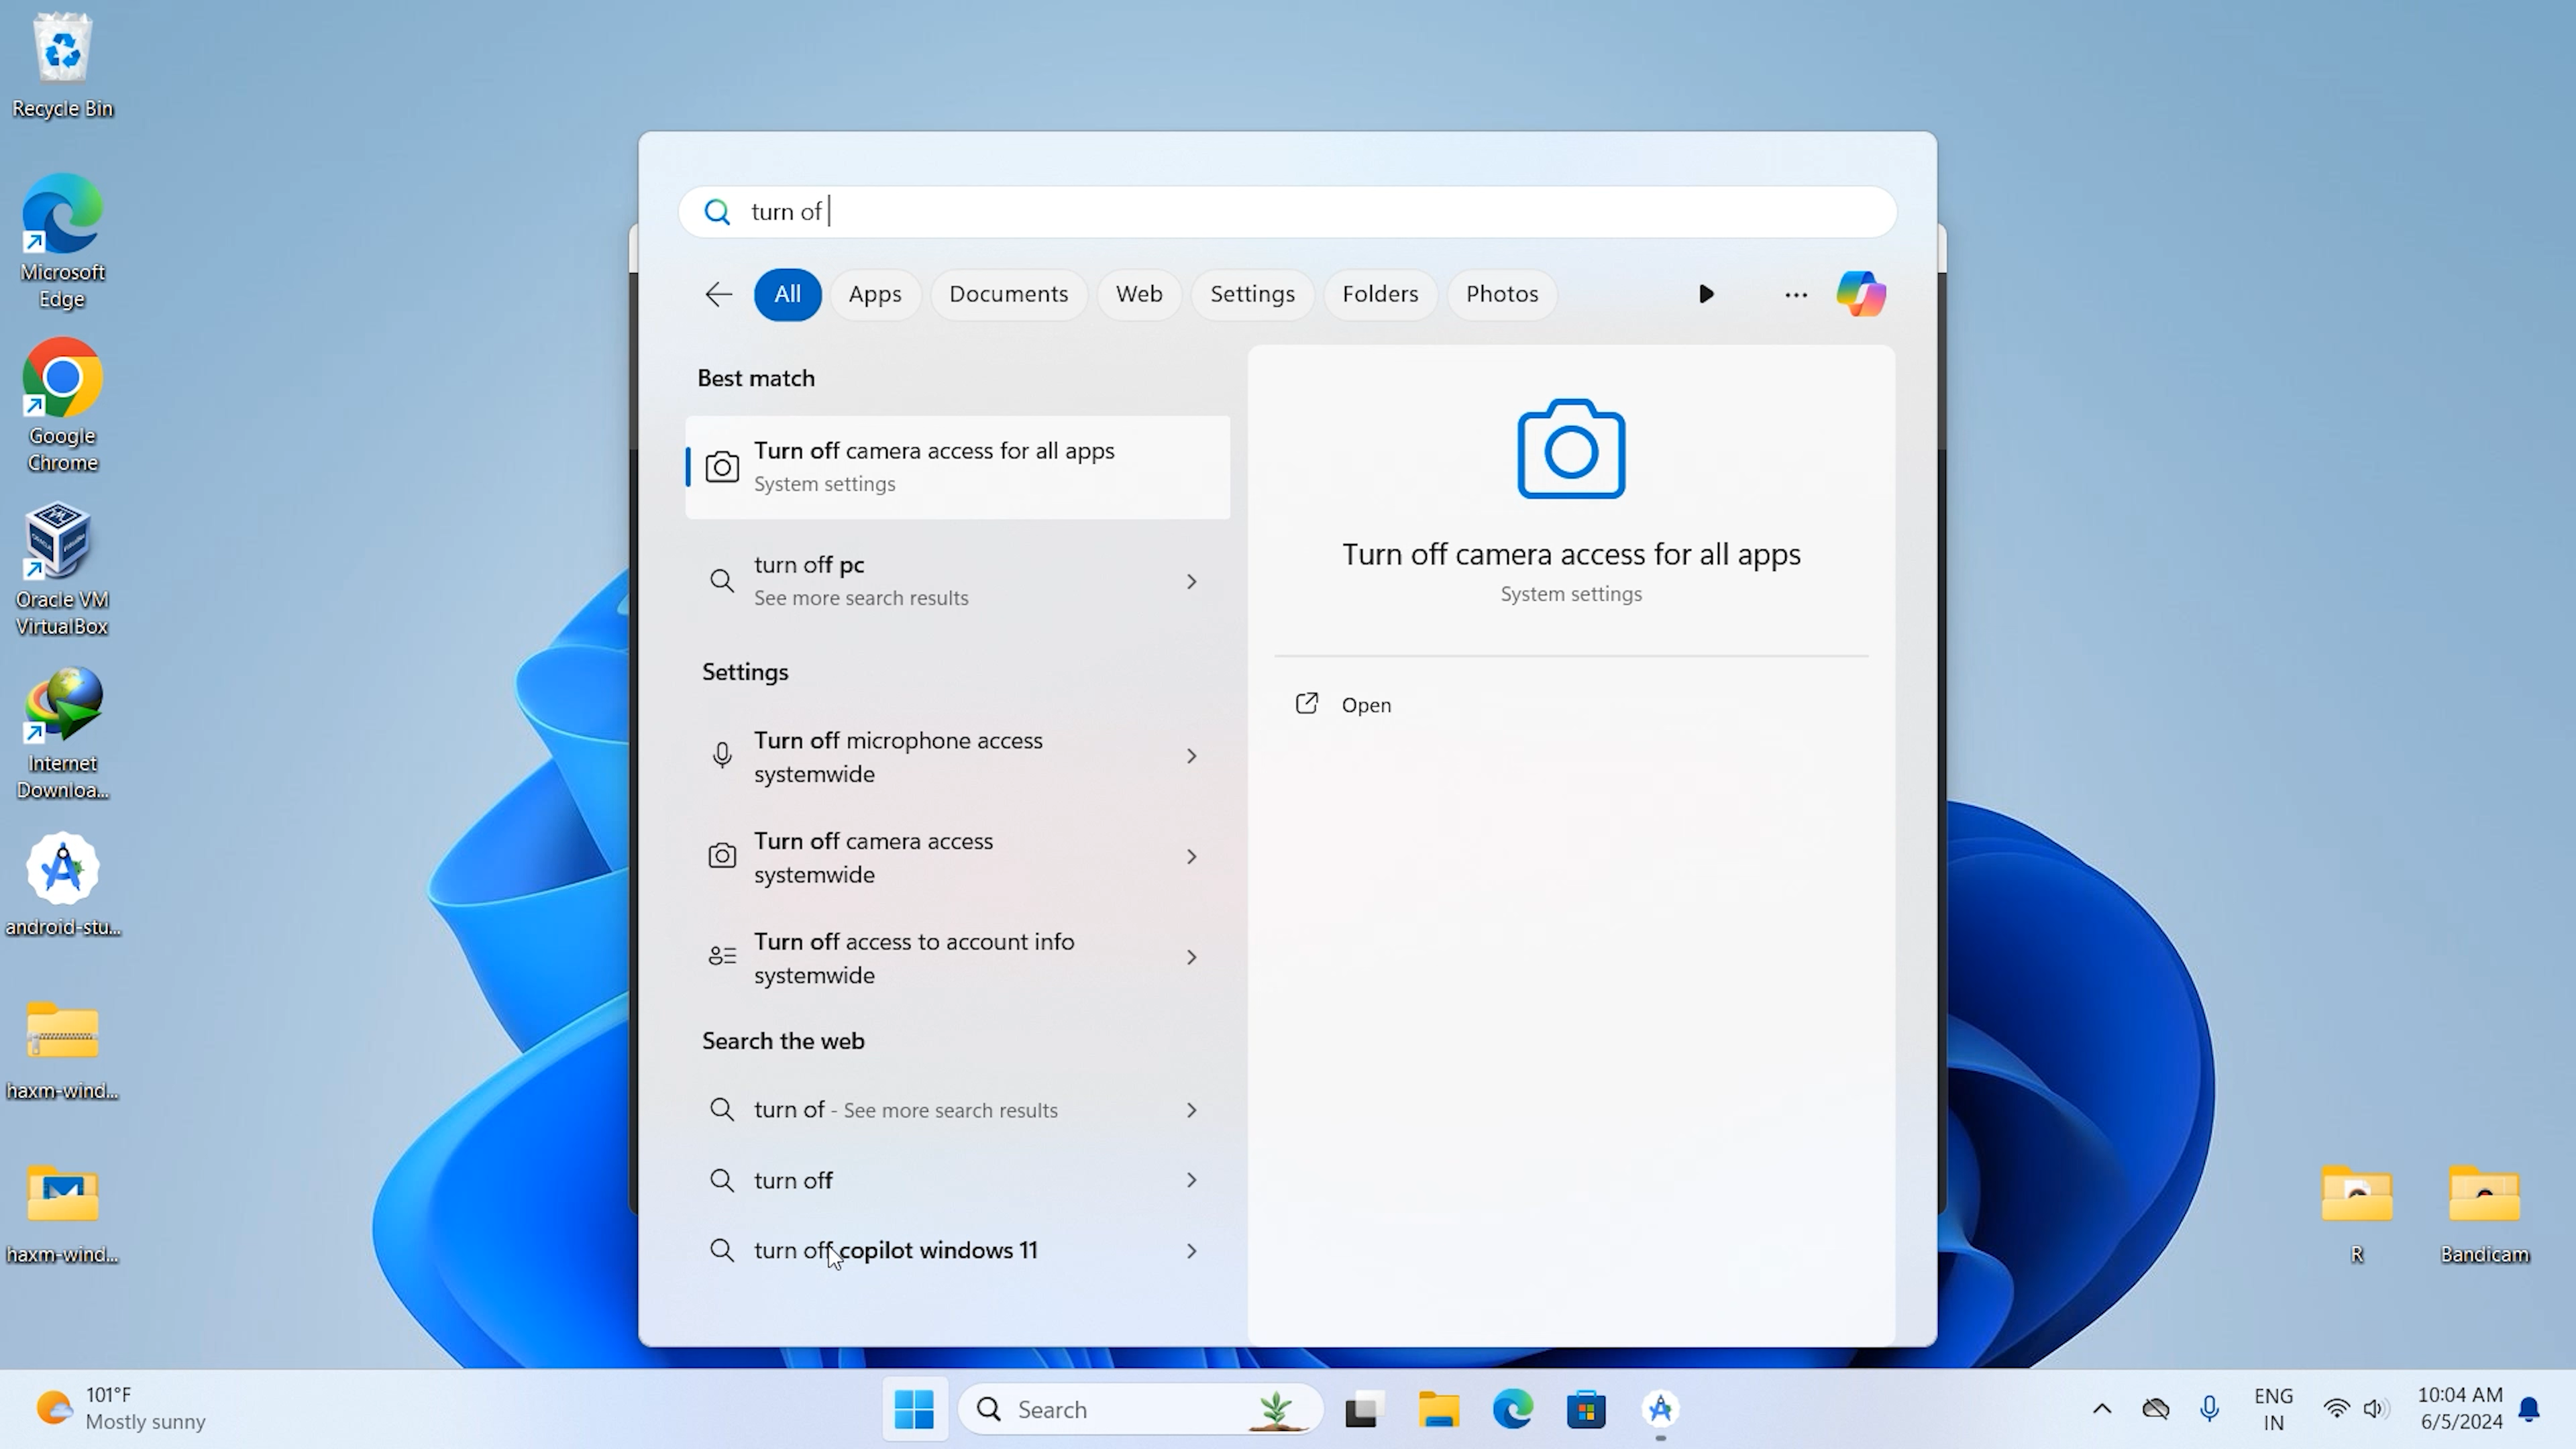 Recycle Bin
Microsoft
Edge
Google
Chrome
Oracle VM
VirtualBox
Internet
Downloa...
android-stu...
haxm-wind...
haxm-wind...
turn of
All
Apps
Documents
Web
Settings
Folders
Photos
Best match
Turn off camera access for all apps
System settings
turn off pc
See more search results
Settings
Turn off microphone access
systemwide
Turn off camera access
systemwide
Turn off access to account info
systemwide
Search the web
turn of - See more search results
turn off
turn off copilot windows 11
Turn off camera access for all apps
System settings
Open
R
Bandicam
101°F
Mostly sunny
Search
ENG
IN
10:04 AM
6/5/2024